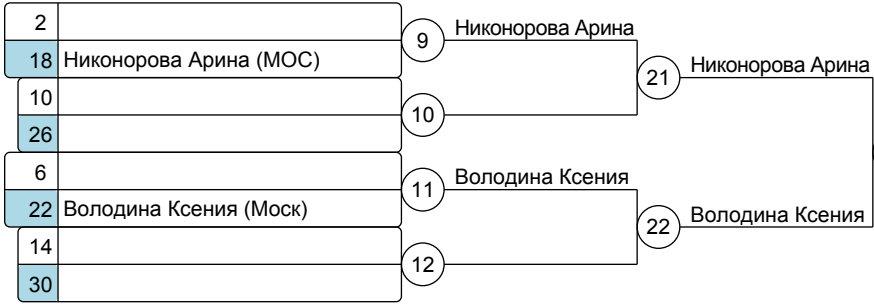 2
9 Никонорова Арина
18 Никонорова Арина (МОС)
21 Никонорова Арина
10
10
26
6
11 Володина Ксения
22 Володина Ксения (Моск)
22 Володина Ксения
14
12
30